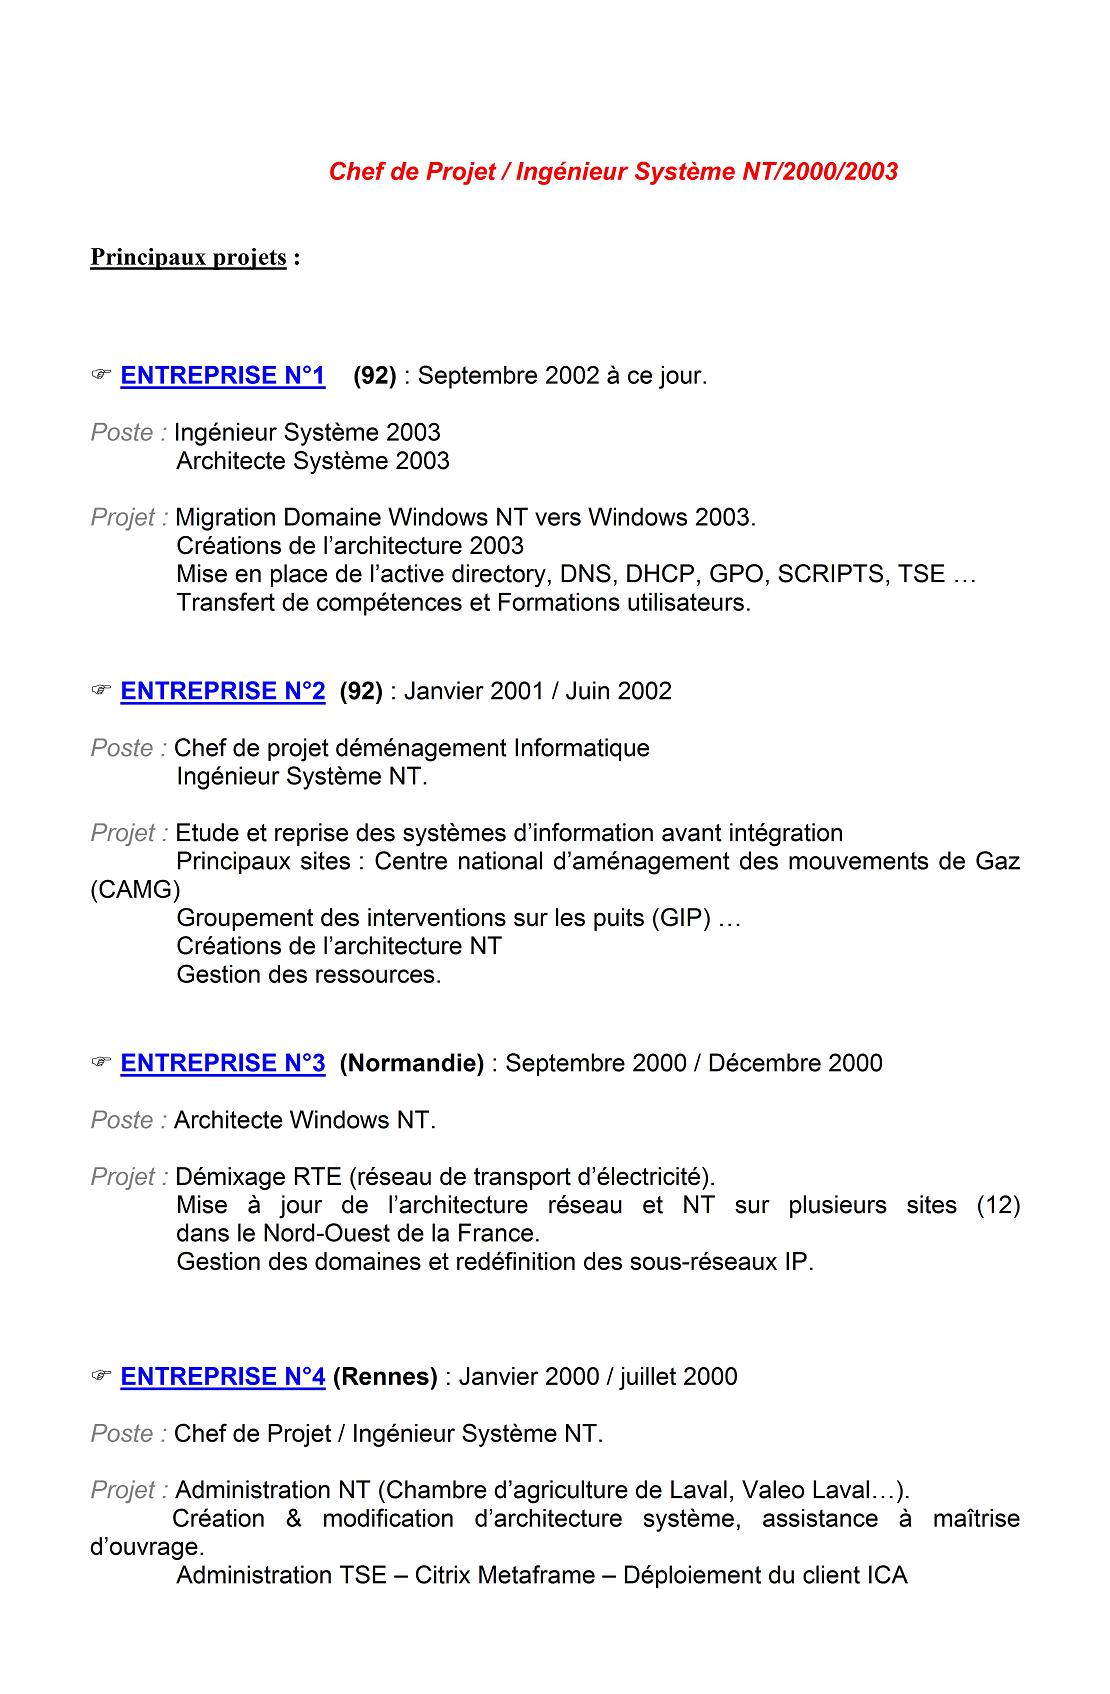 Chef de Projet / Ingénieur Système NT/2000/2003
Principaux projets :
☞ ENTREPRISE N°1 (92) : Septembre 2002 à ce jour.
Poste : Ingénieur Système 2003
Architecte Système 2003
Projet : Migration Domaine Windows NT vers Windows 2003.
Créations de l’architecture 2003
Mise en place de l’active directory, DNS, DHCP, GPO, SCRIPTS, TSE …
Transfert de compétences et Formations utilisateurs.
☞ ENTREPRISE N°2 (92) : Janvier 2001 / Juin 2002
Poste : Chef de projet déménagement Informatique
Ingénieur Système NT.
Projet : Etude et reprise des systèmes d’information avant intégration
Principaux sites : Centre national d’aménagement des mouvements de Gaz
(CAMG)
Groupement des interventions sur les puits (GIP) …
Créations de l’architecture NT
Gestion des ressources.
☞ ENTREPRISE N°3 (Normandie) : Septembre 2000 / Décembre 2000
Poste : Architecte Windows NT.
Projet : Démixage RTE (réseau de transport d’électricité).
Mise à jour de l’architecture réseau et NT sur plusieurs sites (12)
dans le Nord-Ouest de la France.
Gestion des domaines et redéfinition des sous-réseaux IP.
☞ ENTREPRISE N°4 (Rennes) : Janvier 2000 / juillet 2000
Poste : Chef de Projet / Ingénieur Système NT.
Projet : Administration NT (Chambre d’agriculture de Laval, Valeo Laval…).
Création & modification d’architecture système, assistance à maîtrise
d’ouvrage.
Administration TSE – Citrix Metaframe – Déploiement du client ICA